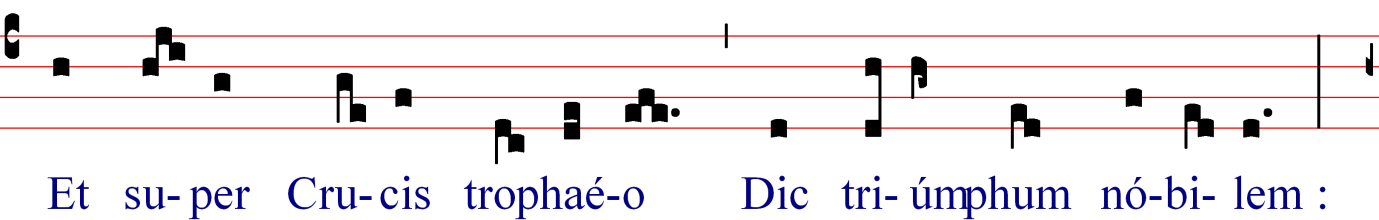 Et su- per Cru- cis trophaé-o Dic tri- úmphum nó-bi- lem :